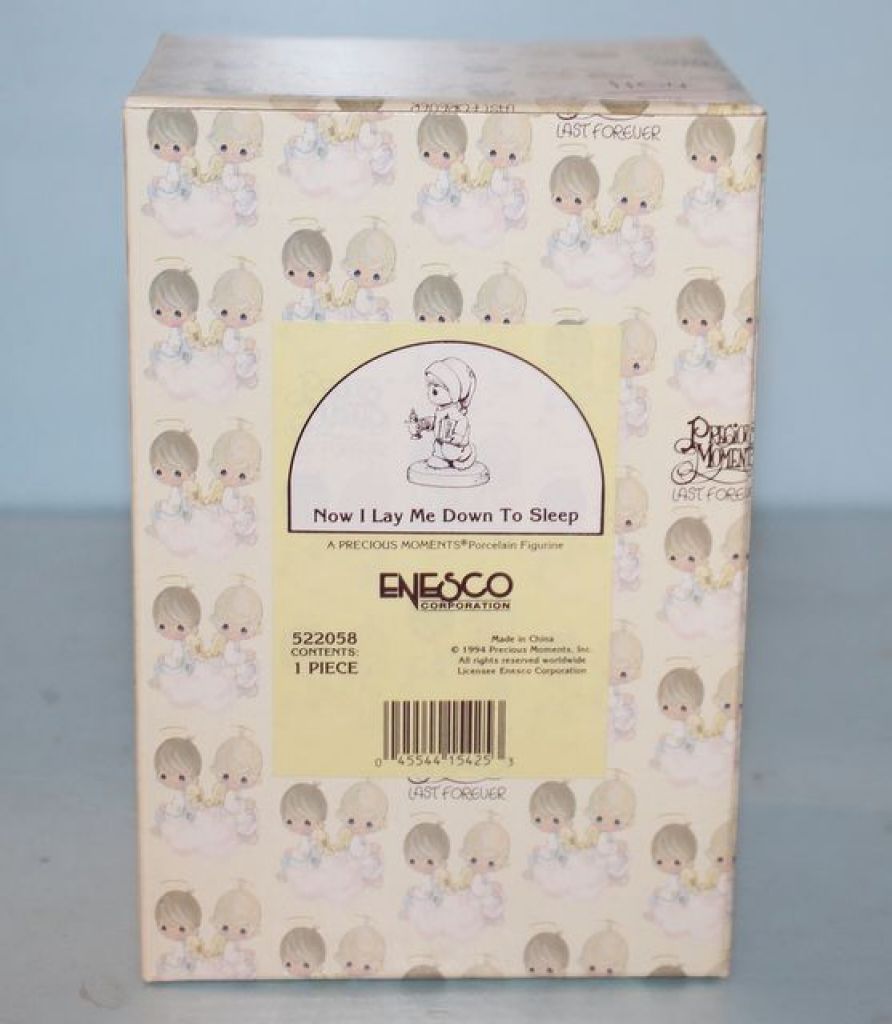 LAST FOREVER
Now I Lay Me Down To Sleep
A PRECIOUS MOMENTS® Porcelain Figurine
ENESCO
CORPORATION
522058
CONTENTS:
1 PIECE
Made in China
© 1994 Precious Moments, Inc.
All rights reserved worldwide
Licensee Enesco Corporation
0 45544 15425 3
PRECIOUS
MOMENTS
LAST FOREVER
LAST FOREVER